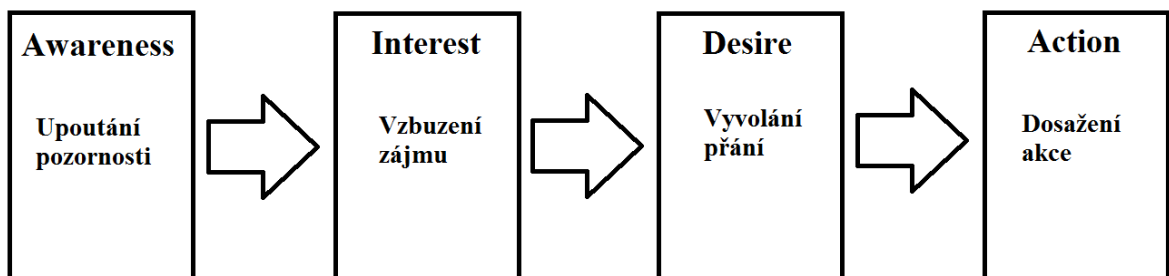 Awareness
Upoutání
pozornosti
Interest
Vzbuzení
zájmu
Desire
Vyvolání
přání
Action
Dosažení
akce